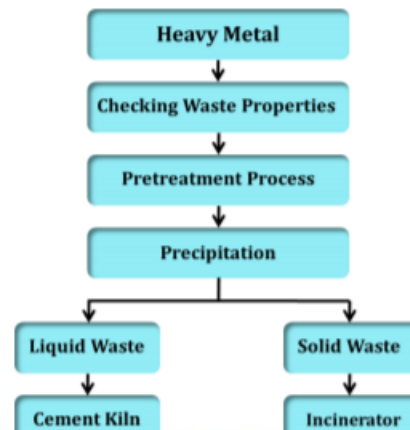 Heavy Metal
Checking Waste Properties
Pretreatment Process
Precipitation
Liquid Waste
Solid Waste
Cement Kiln
Incinerator